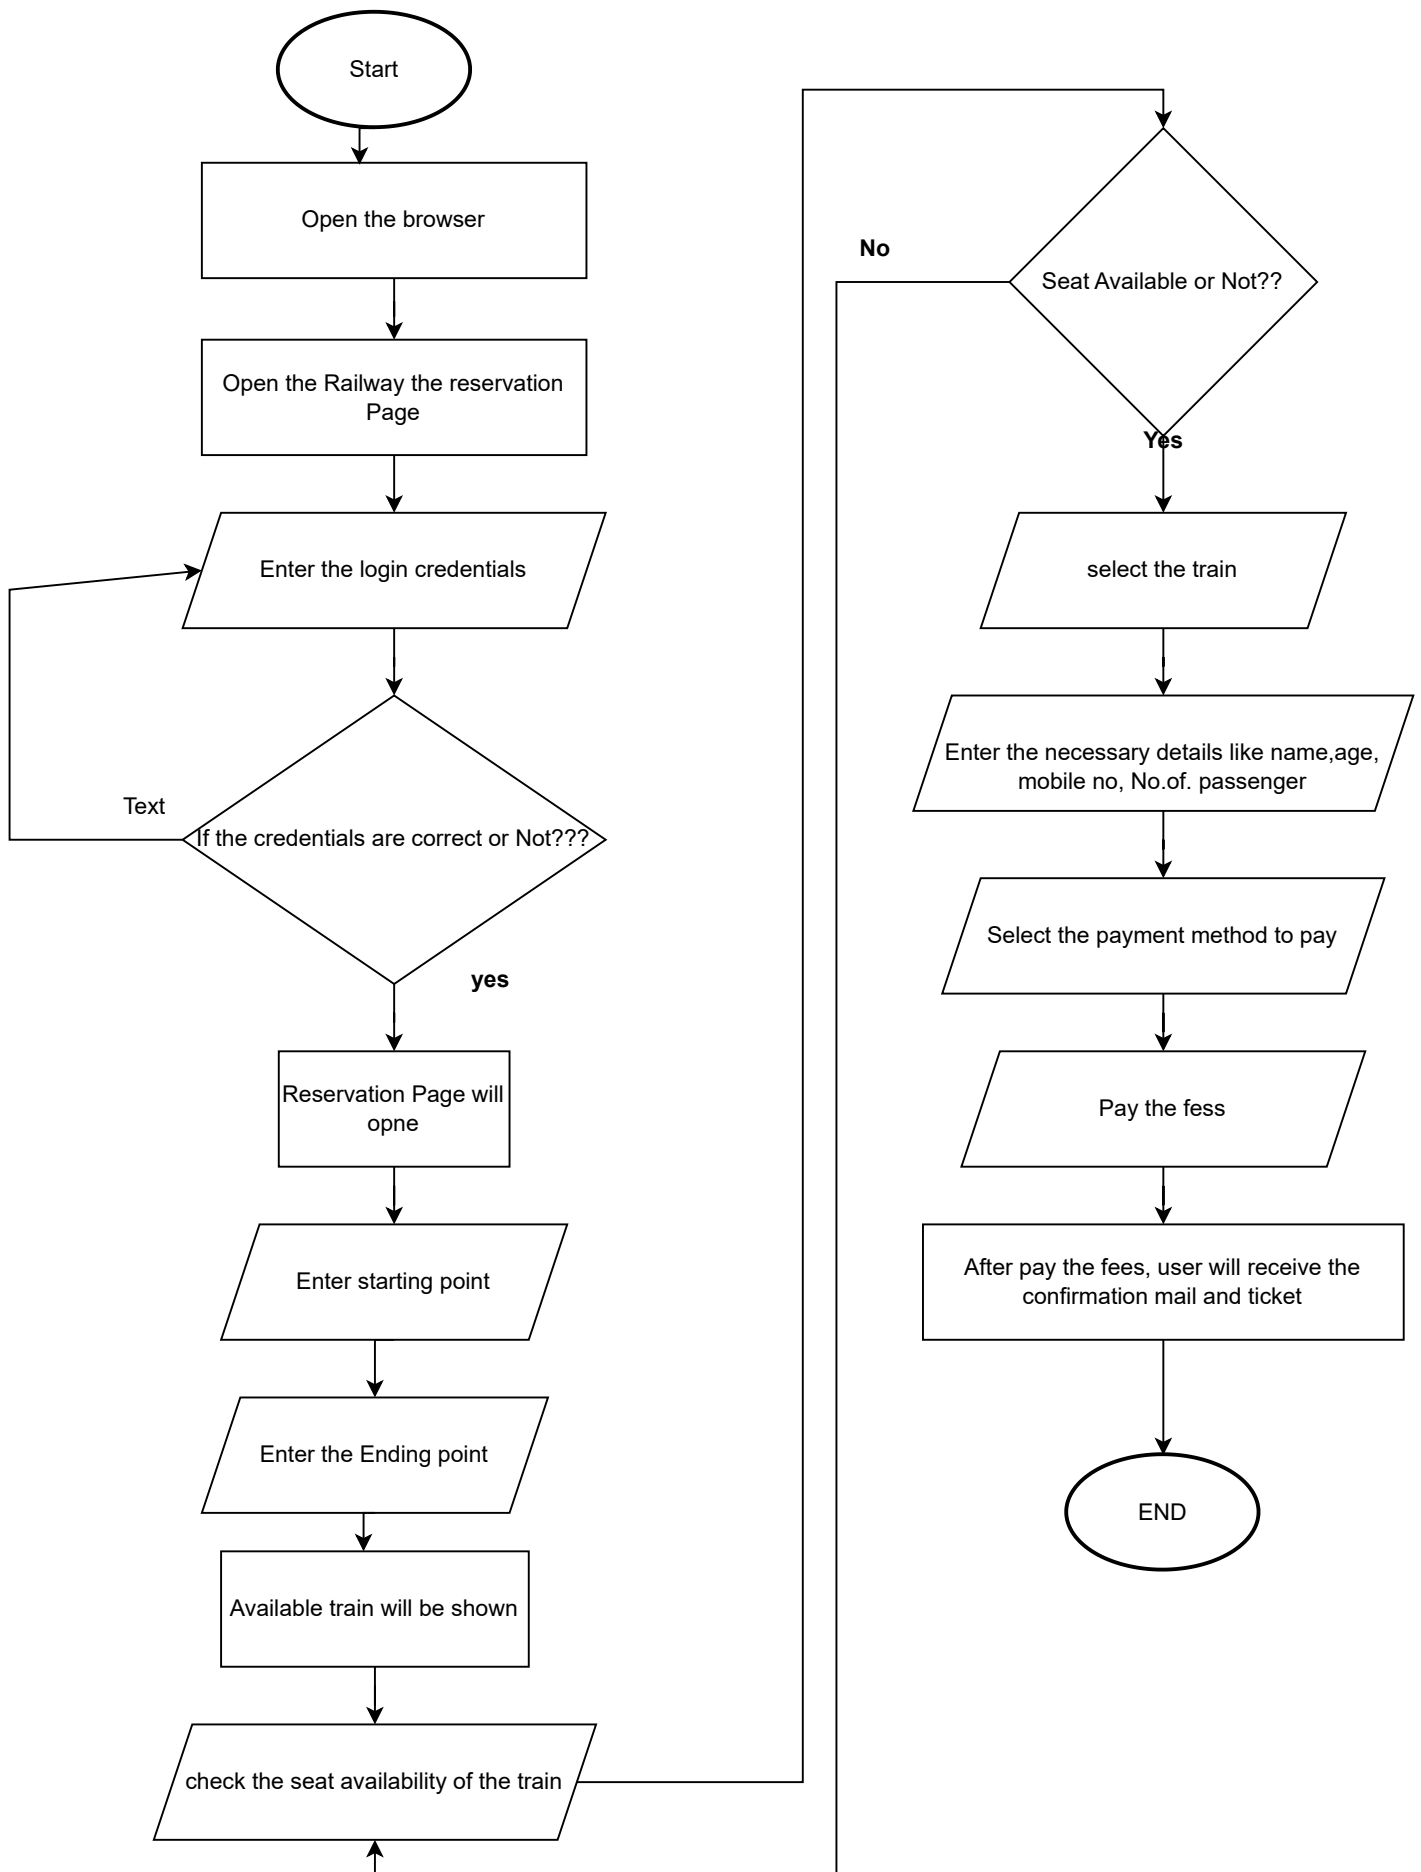 Start
Open the browser
Open the Railway the reservation
Page
Enter the login credentials
Text
If the credentials are correct or Not???
yes
Reservation Page will
opne
Enter starting point
Enter the Ending point
Available train will be shown
check the seat availability of the train
No
Seat Available or Not??
Yes
select the train
Enter the necessary details like name,age,
mobile no, No.of. passenger
Select the payment method to pay
Pay the fess
After pay the fees, user will receive the
confirmation mail and ticket
END